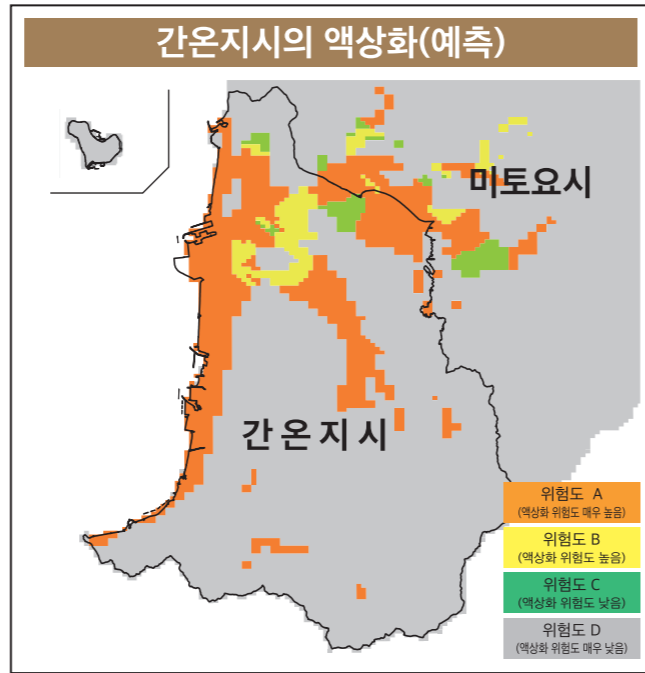 간온지시의 액상화(예측)
미토요시
간온지시
위험도 A
(액상화 위험도 매우 높음)
위험도 B
(액상화 위험도 높음)
위험도 C
(액상화 위험도 낮음)
위험도 D
(액상화 위험도 매우 낮음)